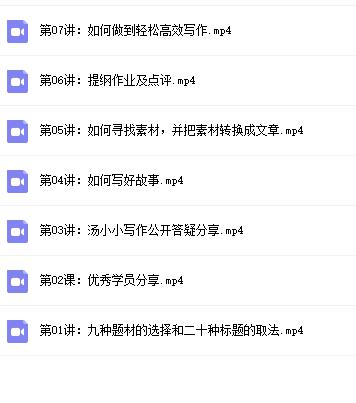 第07讲：如何做到轻松高效写作.mp4
第06讲：提纲作业及点评.mp4
第05讲：如何寻找素材，并把素材转换成文章.mp4
第04讲：如何写好故事.mp4
第03讲：汤小小写作公开答疑分享.mp4
第02课：优秀学员分享.mp4
第01讲：九种题材的选择和二十种标题的取法.mp4